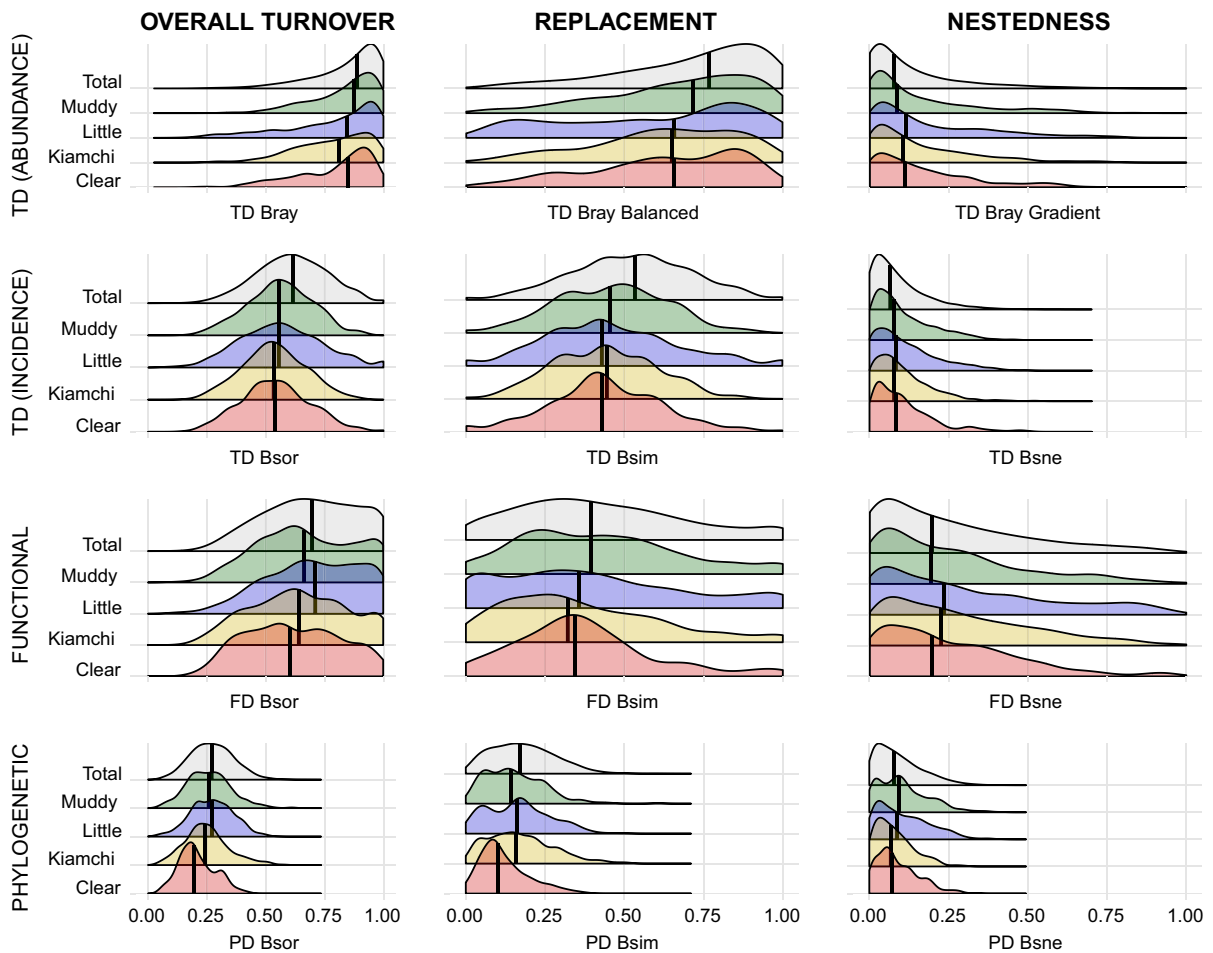 OVERALL TURNOVER
REPLACEMENT
NESTEDNESS
TD (ABUNDANCE)
Total
Muddy
Little
Kiamchi
Clear
TD Bray
TD Bray Balanced
TD Bray Gradient
TD (INCIDENCE)
Total
Muddy
Little
Kiamchi
Clear
TD Bsor
TD Bsim
TD Bsne
FUNCTIONAL
Total
Muddy
Little
Kiamchi
Clear
FD Bsor
FD Bsim
FD Bsne
PHYLOGENETIC
Total
Muddy
Little
Kiamchi
Clear
0.00 0.25 0.50 0.75 1.00
0.00 0.25 0.50 0.75 1.00
0.00 0.25 0.50 0.75 1.00
PD Bsor
PD Bsim
PD Bsne